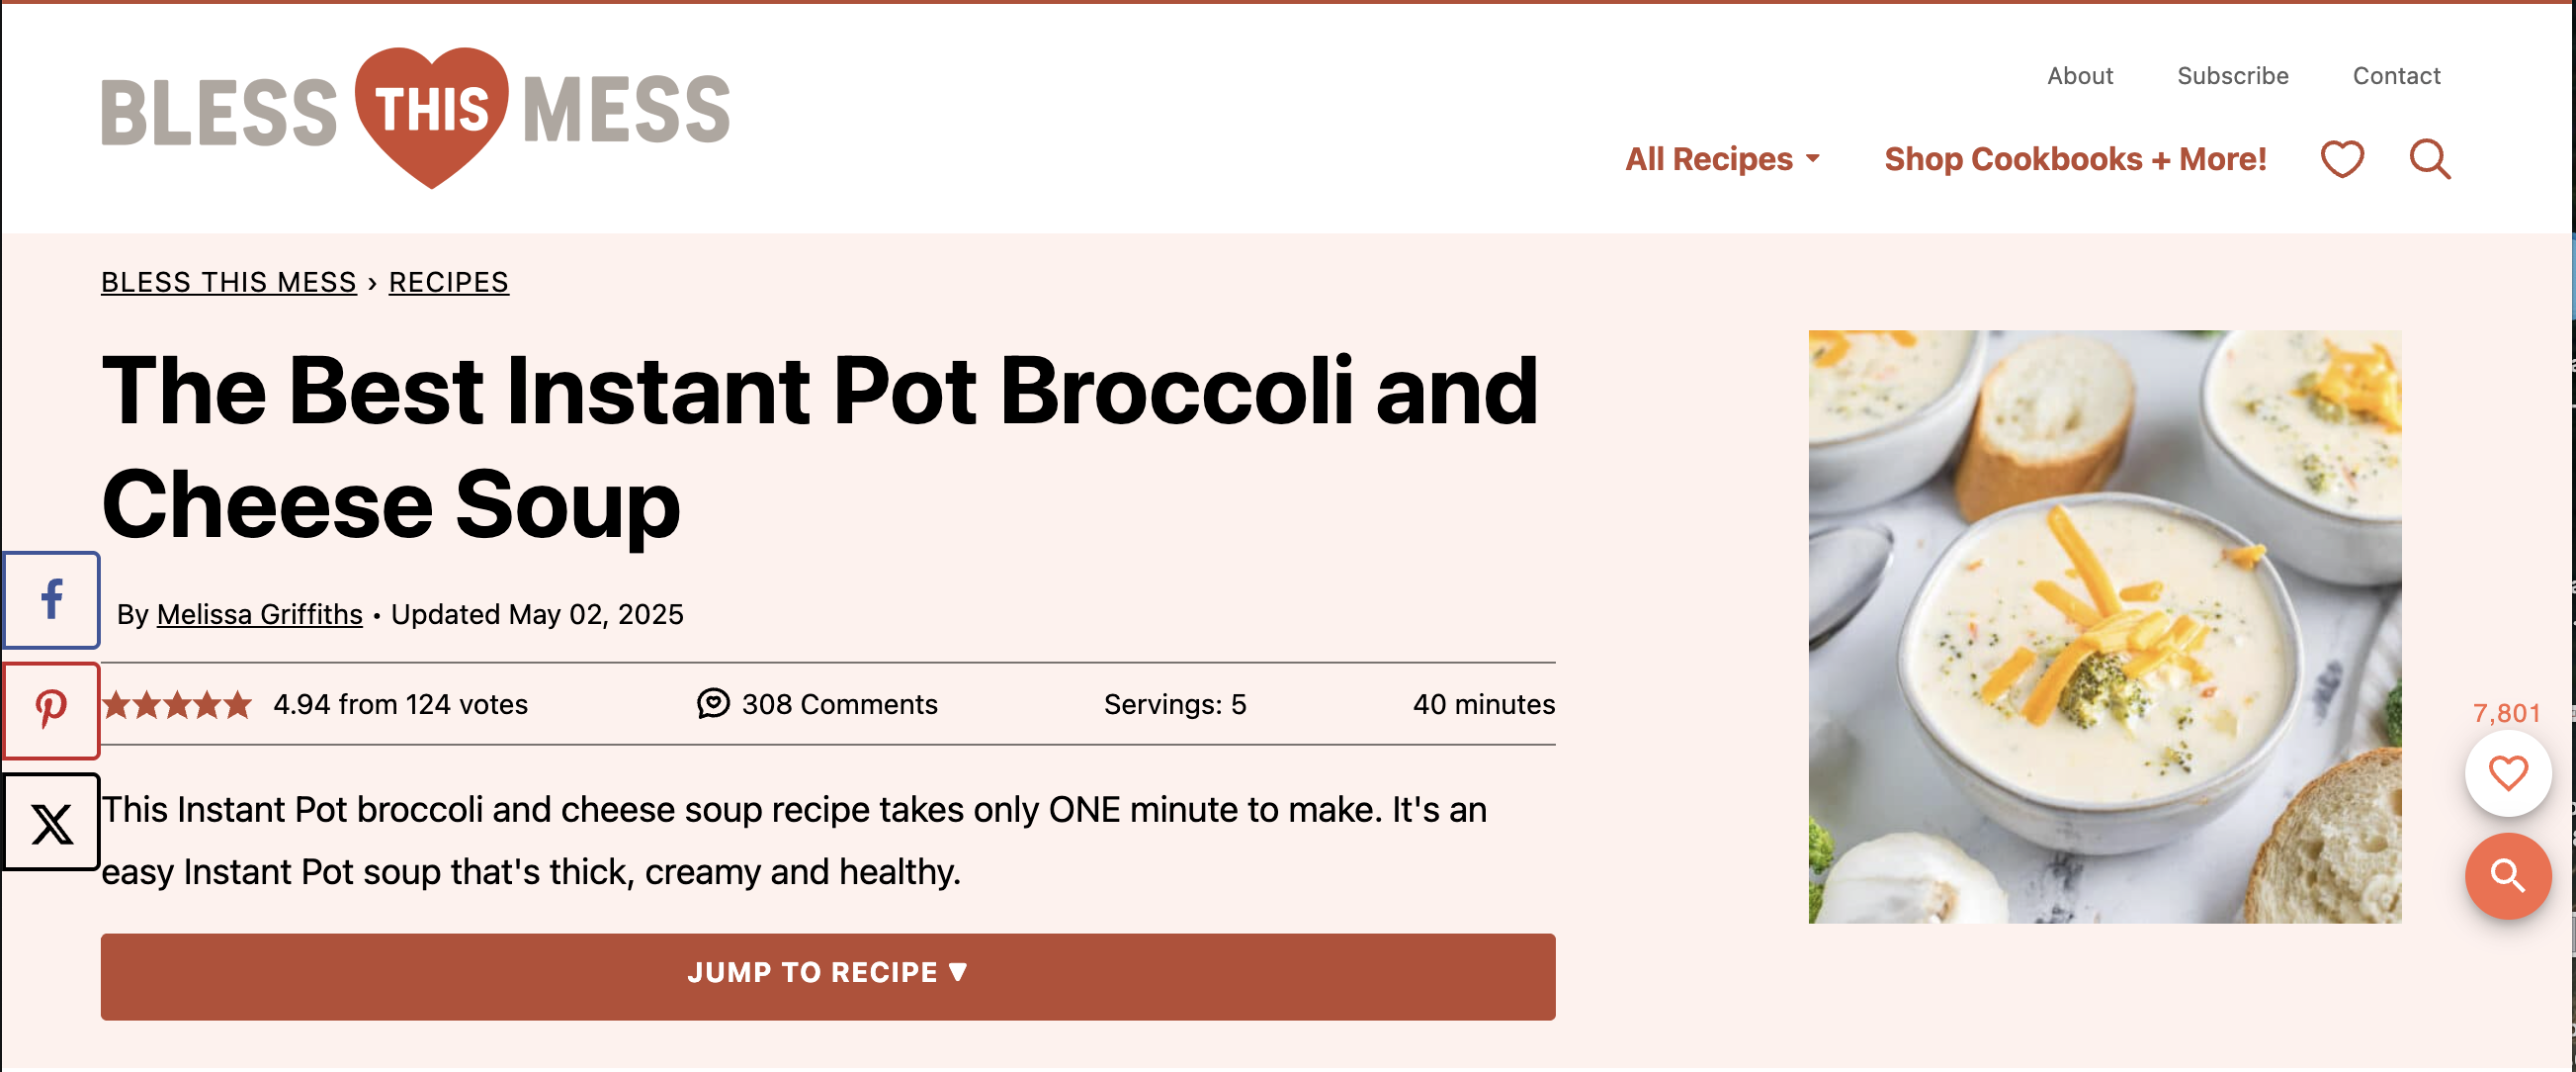 BLESS THIS MESS
About Subscribe Contact
All Recipes Shop Cookbooks + More!
BLESS THIS MESS › RECIPES
The Best Instant Pot Broccoli and
Cheese Soup
By Melissa Griffiths • Updated May 02, 2025
4.94 from 124 votes 308 Comments Servings: 5 40 minutes
This Instant Pot broccoli and cheese soup recipe takes only ONE minute to make. It's an
easy Instant Pot soup that's thick, creamy and healthy.
JUMP TO RECIPE
7,801